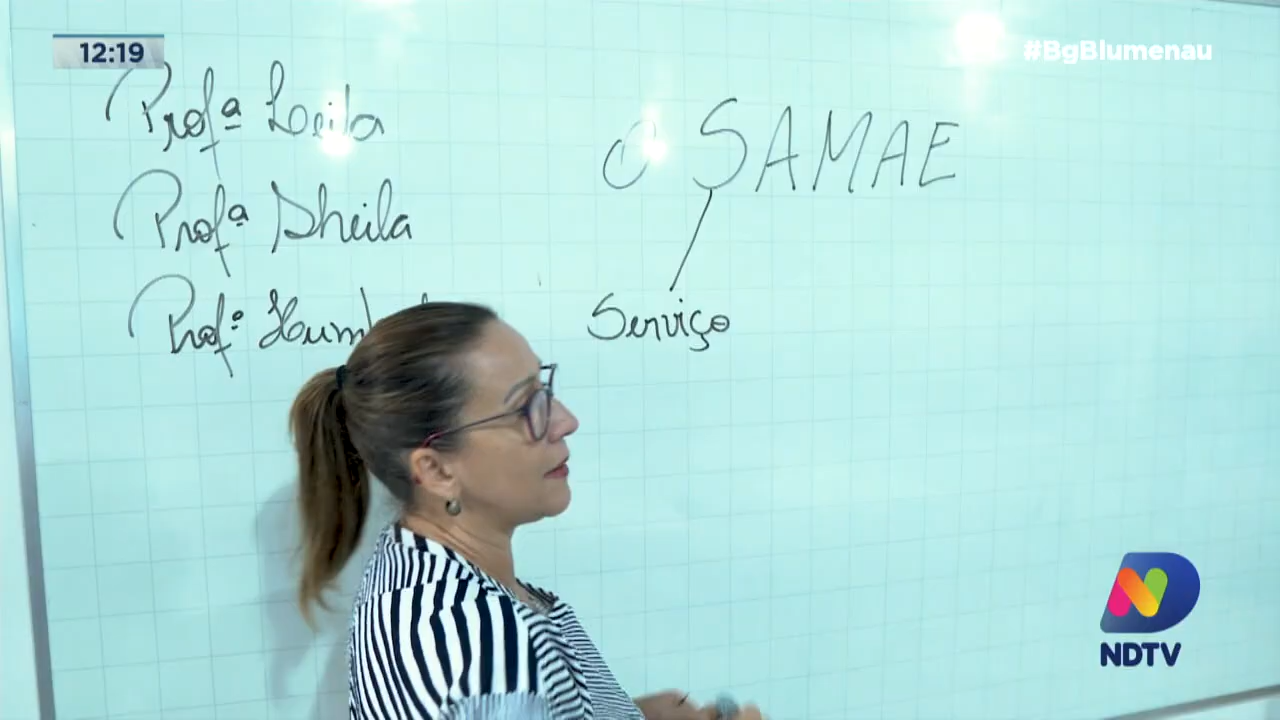 12:19
#BgBlumenau
Profª Leila
Profª Sheila
Profº
O SAMAE
Serviço
NDTV